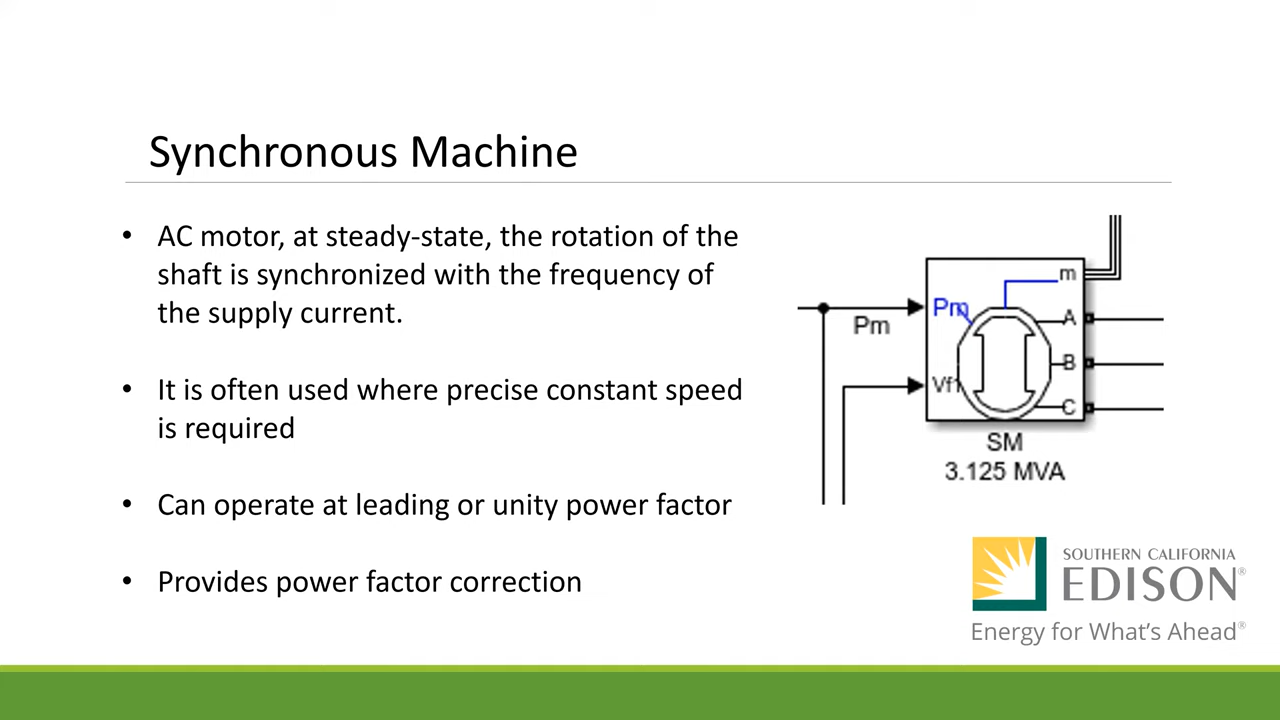 Synchronous Machine
• AC motor, at steady-state, the rotation of the
shaft is synchronized with the frequency of
the supply current.
• It is often used where precise constant speed
is required
• Can operate at leading or unity power factor
• Provides power factor correction
m
Pm
Pm
A
B
Vf
C
SM
3.125 MVA
SOUTHERN CALIFORNIA
EDISON®
Energy for What's Ahead®